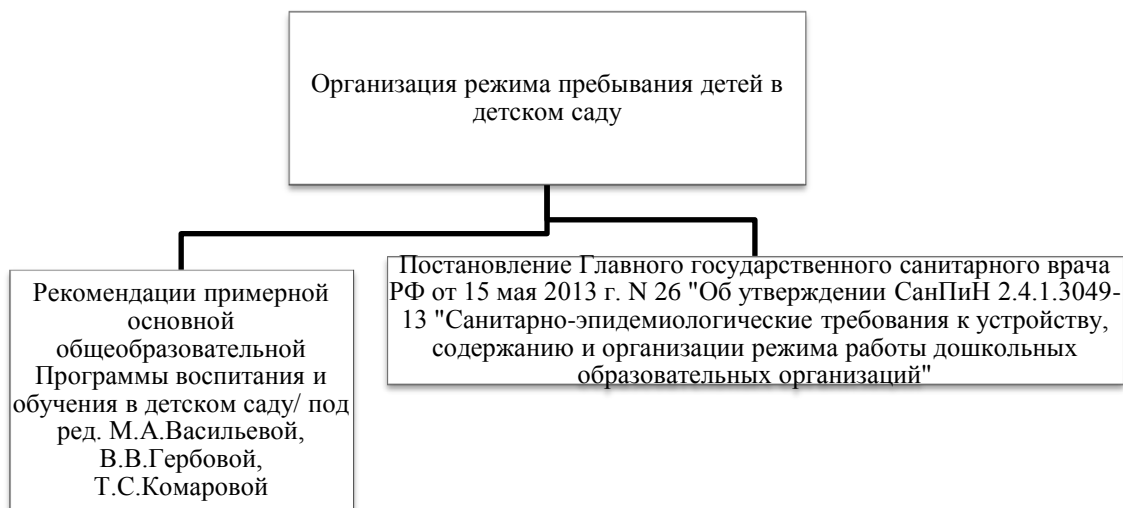 Организация режима пребывания детей в
детском саду
Рекомендации примерной
основной
общеобразовательной
Программы воспитания и
обучения в детском саду/ под
ред. М.А.Васильевой,
В.В.Гербовой,
Т.С.Комаровой
Постановление Главного государственного санитарного врача
РФ от 15 мая 2013 г. N 26 "Об утверждении СанПиН 2.4.1.3049-
13 "Санитарно-эпидемиологические требования к устройству,
содержанию и организации режима работы дошкольных
образовательных организаций"